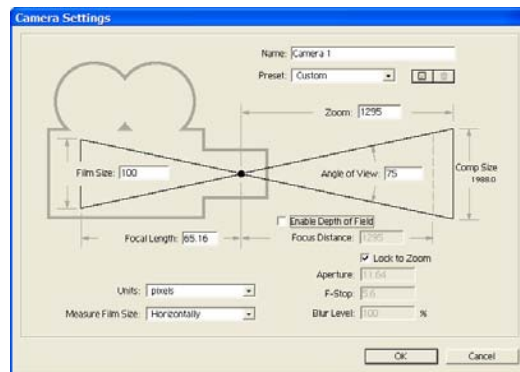 Camera Settings
Name: Camera 1
Preset: Custom
Zoom: 1295
Film Size: 100
Angle of View: 75
Comp Size
1988.0
Enable Depth of Field
Focal Length: 65.16
Focus Distance: 1295
Lock to Zoom
Aperture: 11.64
Units: pixels
F-Stop: 5.6
Measure Film Size: Horizontally
Blur Level: 100 %
OK
Cancel